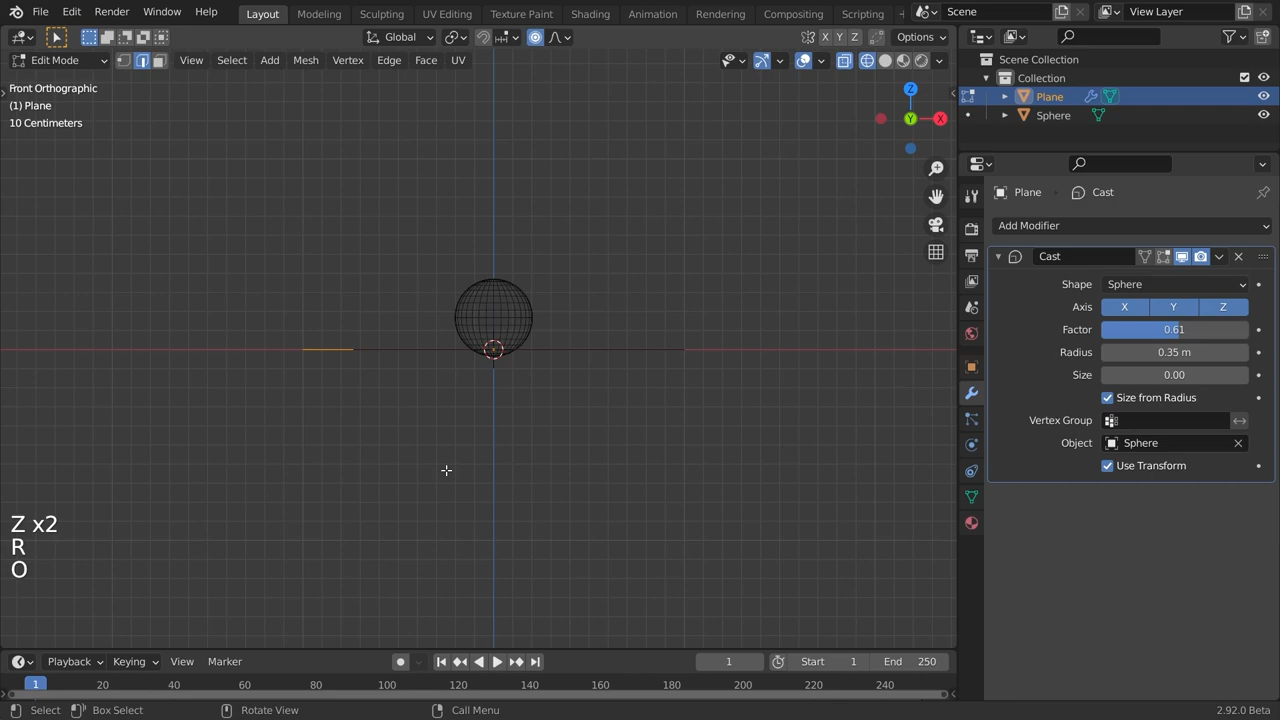 File Edit Render Window Help Layout Modeling Sculpting UV Editing Texture Paint Shading Animation Rendering Compositing Scripting Scene View Layer
Global X Y Z Options
Edit Mode View Select Add Mesh Vertex Edge Face UV
Scene Collection
Collection
Plane
Sphere
Front Orthographic
(1) Plane
10 Centimeters
Z
Y
X
Plane › Cast
Add Modifier
Cast
Shape Sphere
Axis X Y Z
Factor 0.61
Radius 0.35 m
Size 0.00
Size from Radius
Vertex Group
Object Sphere
Use Transform
Z x2
R
O
Playback Keying View Marker 1 Start 1 End 250
1 20 40 60 80 100 120 140 160 180 200 220 240
Select Box Select Rotate View Call Menu 2.92.0 Beta